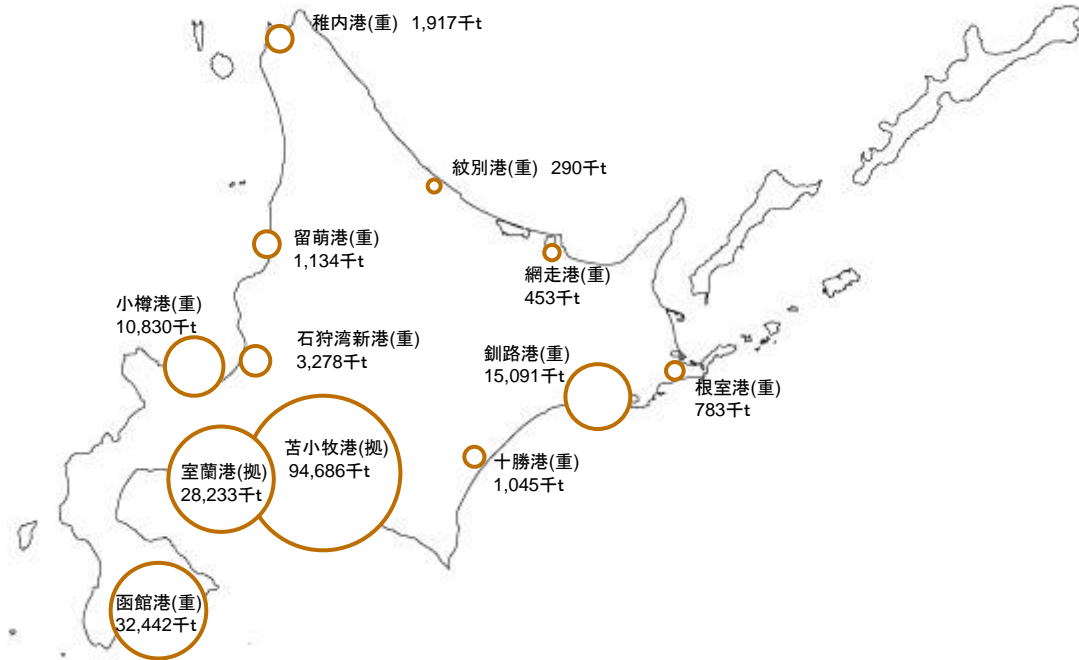 稚内港(重) 1,917千t
紋別港(重) 290千t
留萌港(重)
1,134千t
網走港(重)
453千t
小樽港(重)
10,830千t
石狩湾新港(重)
3,278千t
釧路港(重)
15,091千t
根室港(重)
783千t
苫小牧港(拠)
94,686千t
室蘭港(拠)
28,233千t
十勝港(重)
1,045千t
函館港(重)
32,442千t